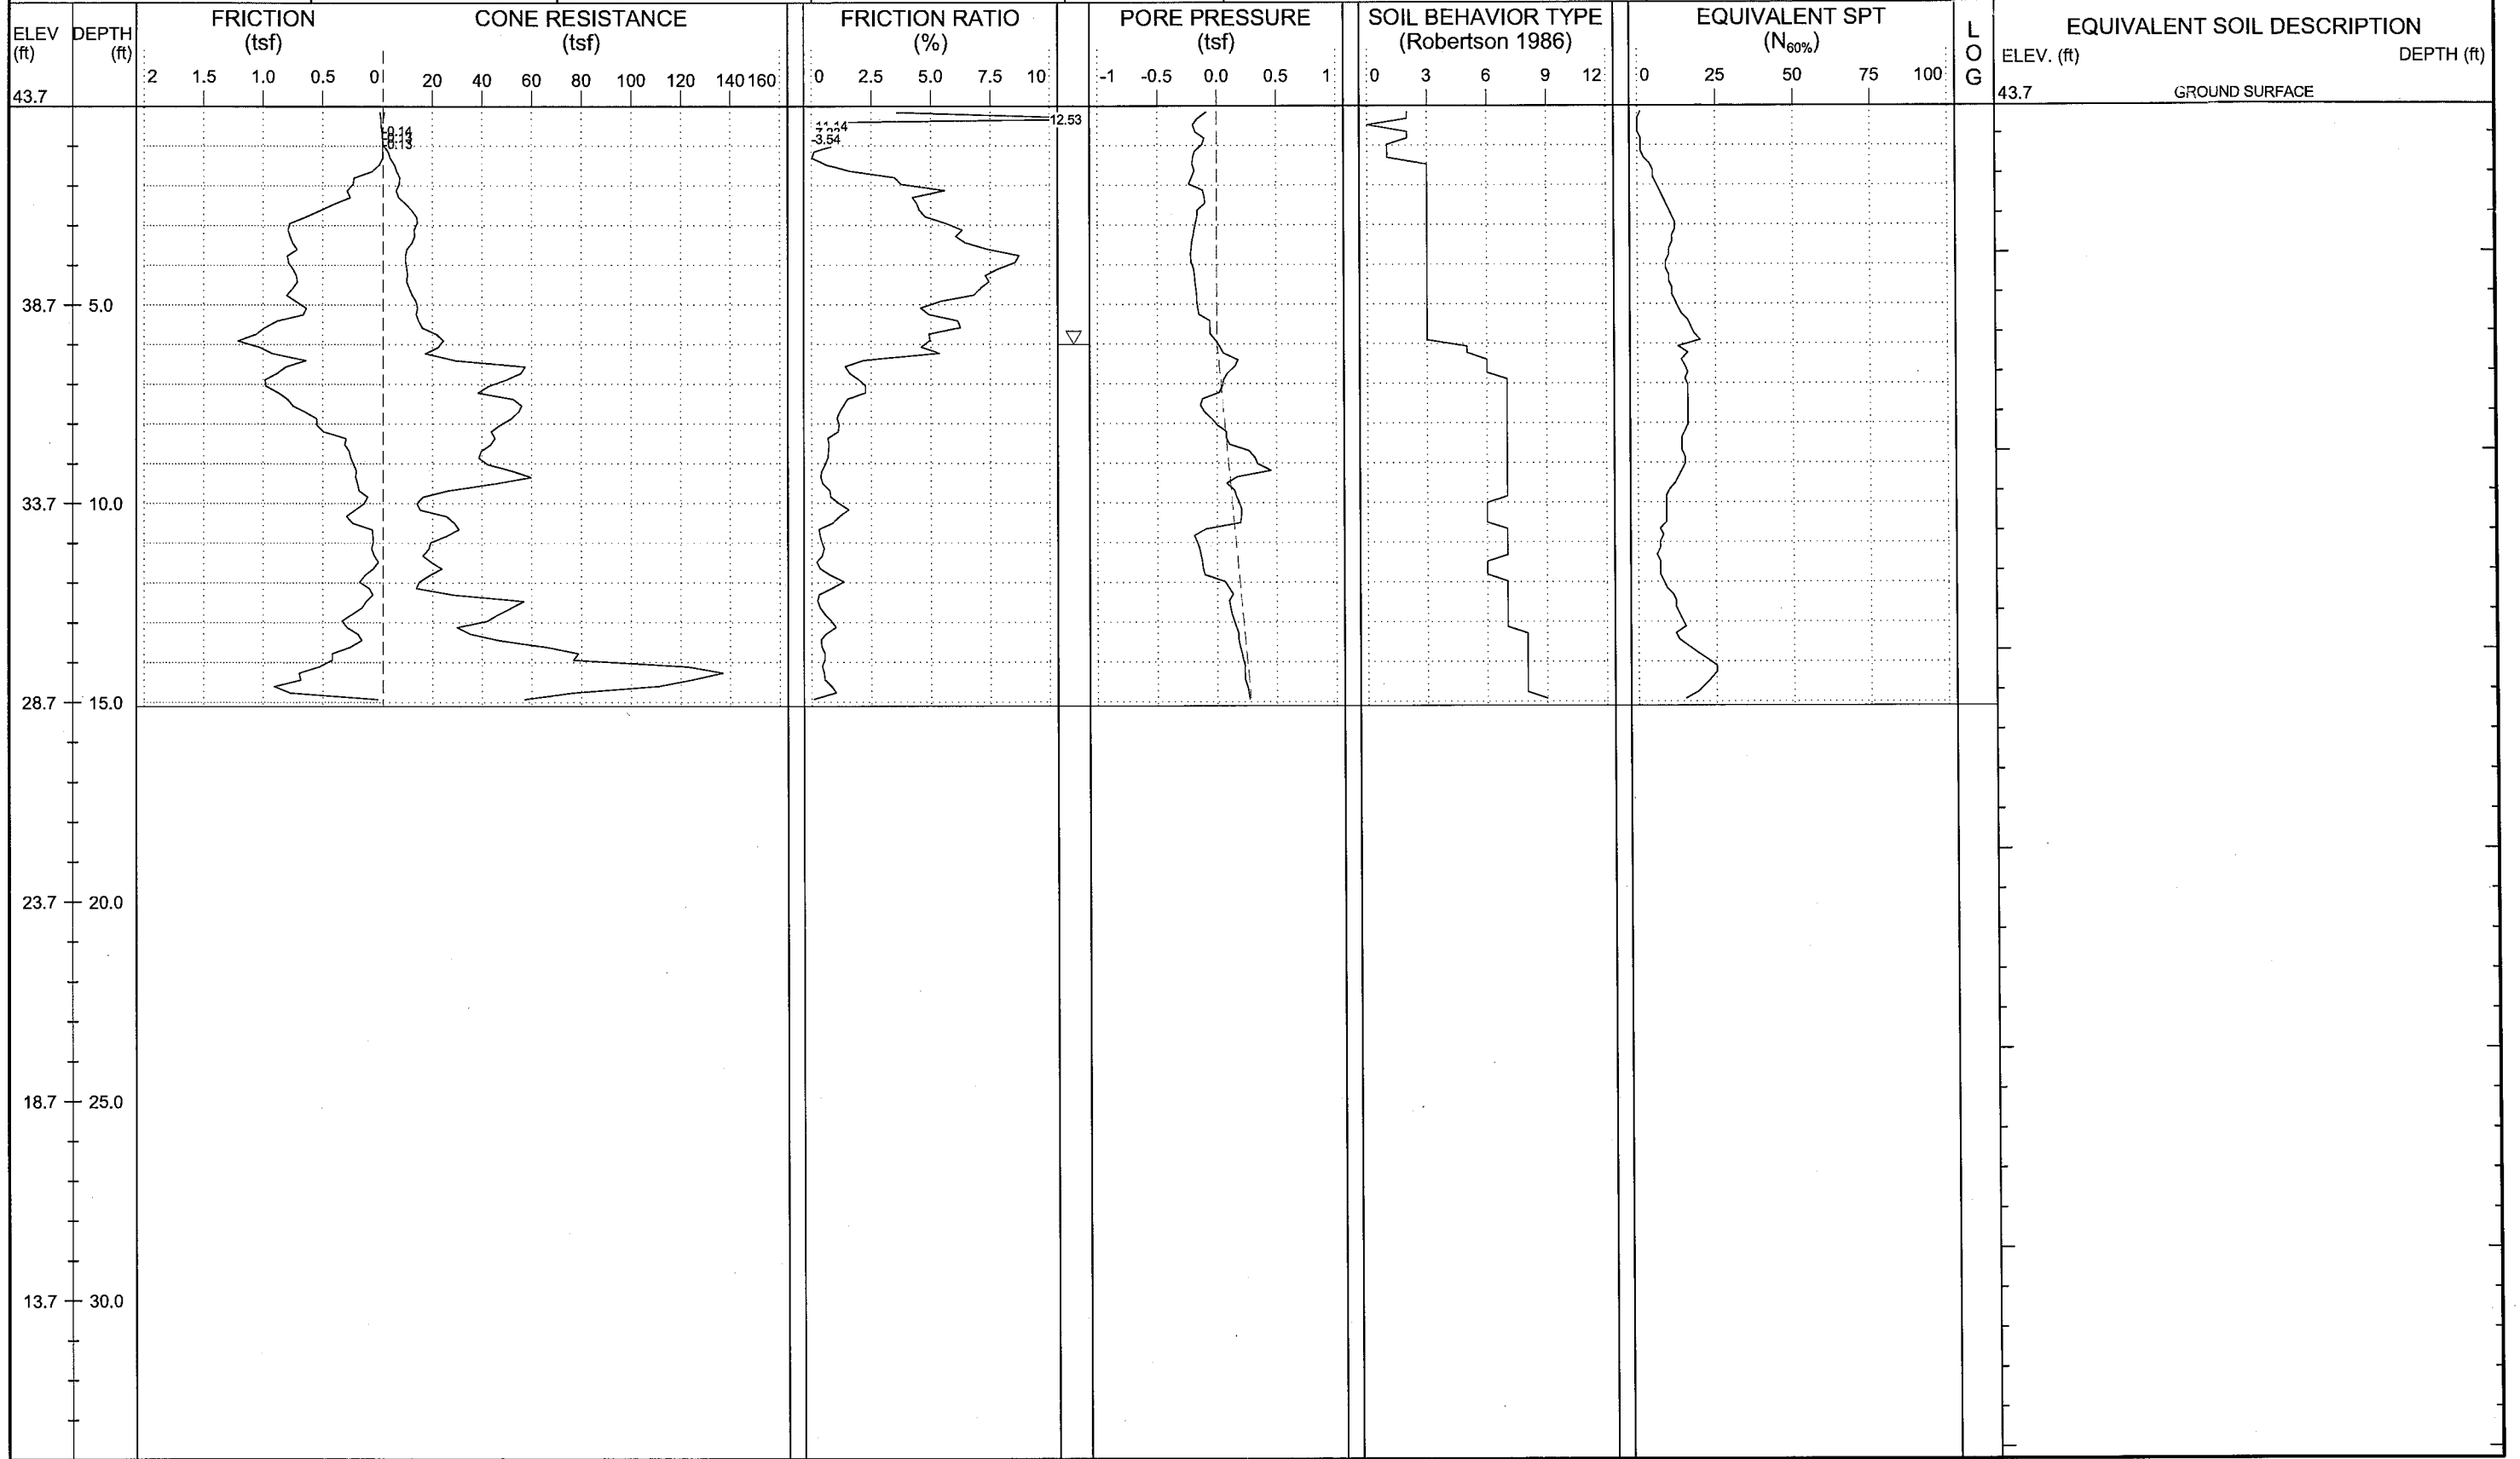 ELEV (ft)
DEPTH (ft)
FRICTION (tsf)
CONE RESISTANCE (tsf)
FRICTION RATIO (%)
PORE PRESSURE (tsf)
SOIL BEHAVIOR TYPE (Robertson 1986)
EQUIVALENT SPT (N60%)
LOG
EQUIVALENT SOIL DESCRIPTION
ELEV. (ft) DEPTH (ft)
2 1.5 1.0 0.5 0 20 40 60 80 100 120 140 160
0 2.5 5.0 7.5 10
-1 -0.5 0.0 0.5 1
0 3 6 9 12
0 25 50 75 100
43.7
43.7 GROUND SURFACE
12.53
-3.54
38.7 5.0
33.7 10.0
28.7 15.0
23.7 20.0
18.7 25.0
13.7 30.0